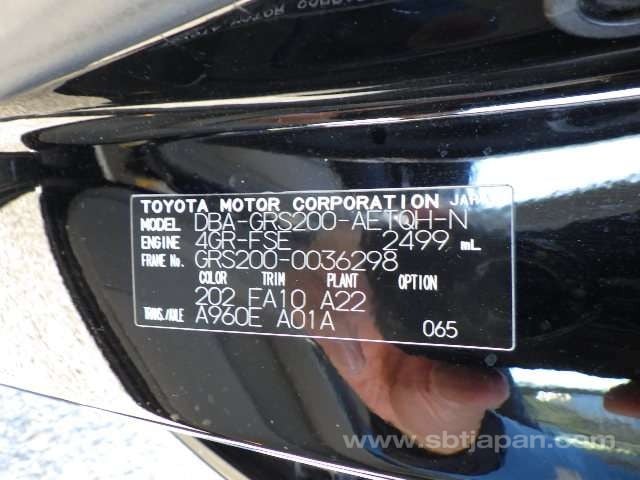 TOYOTA MOTOR CORPORATION JAPAN
MODEL DBA-GRS200-AETQH-N
ENGINE 4GR-FSE 2499 mL
FRAME No. GRS200-0036298
COLOR TRIM PLANT OPTION
202 FA10 A22
TRANS./AXLE A960E A01A 065
www.sbtjapan.com